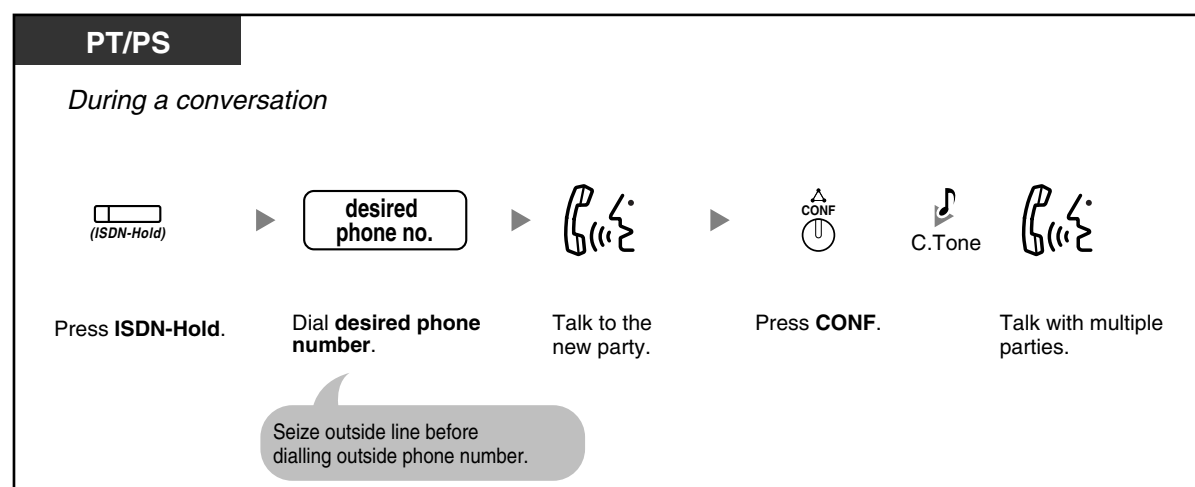 PT/PS
During a conversation
(ISDN-Hold)
desired
phone no.
CONF
C.Tone
Press ISDN-Hold.
Dial desired phone
number.
Talk to the
new party.
Press CONF.
Talk with multiple
parties.
Seize outside line before
dialling outside phone number.